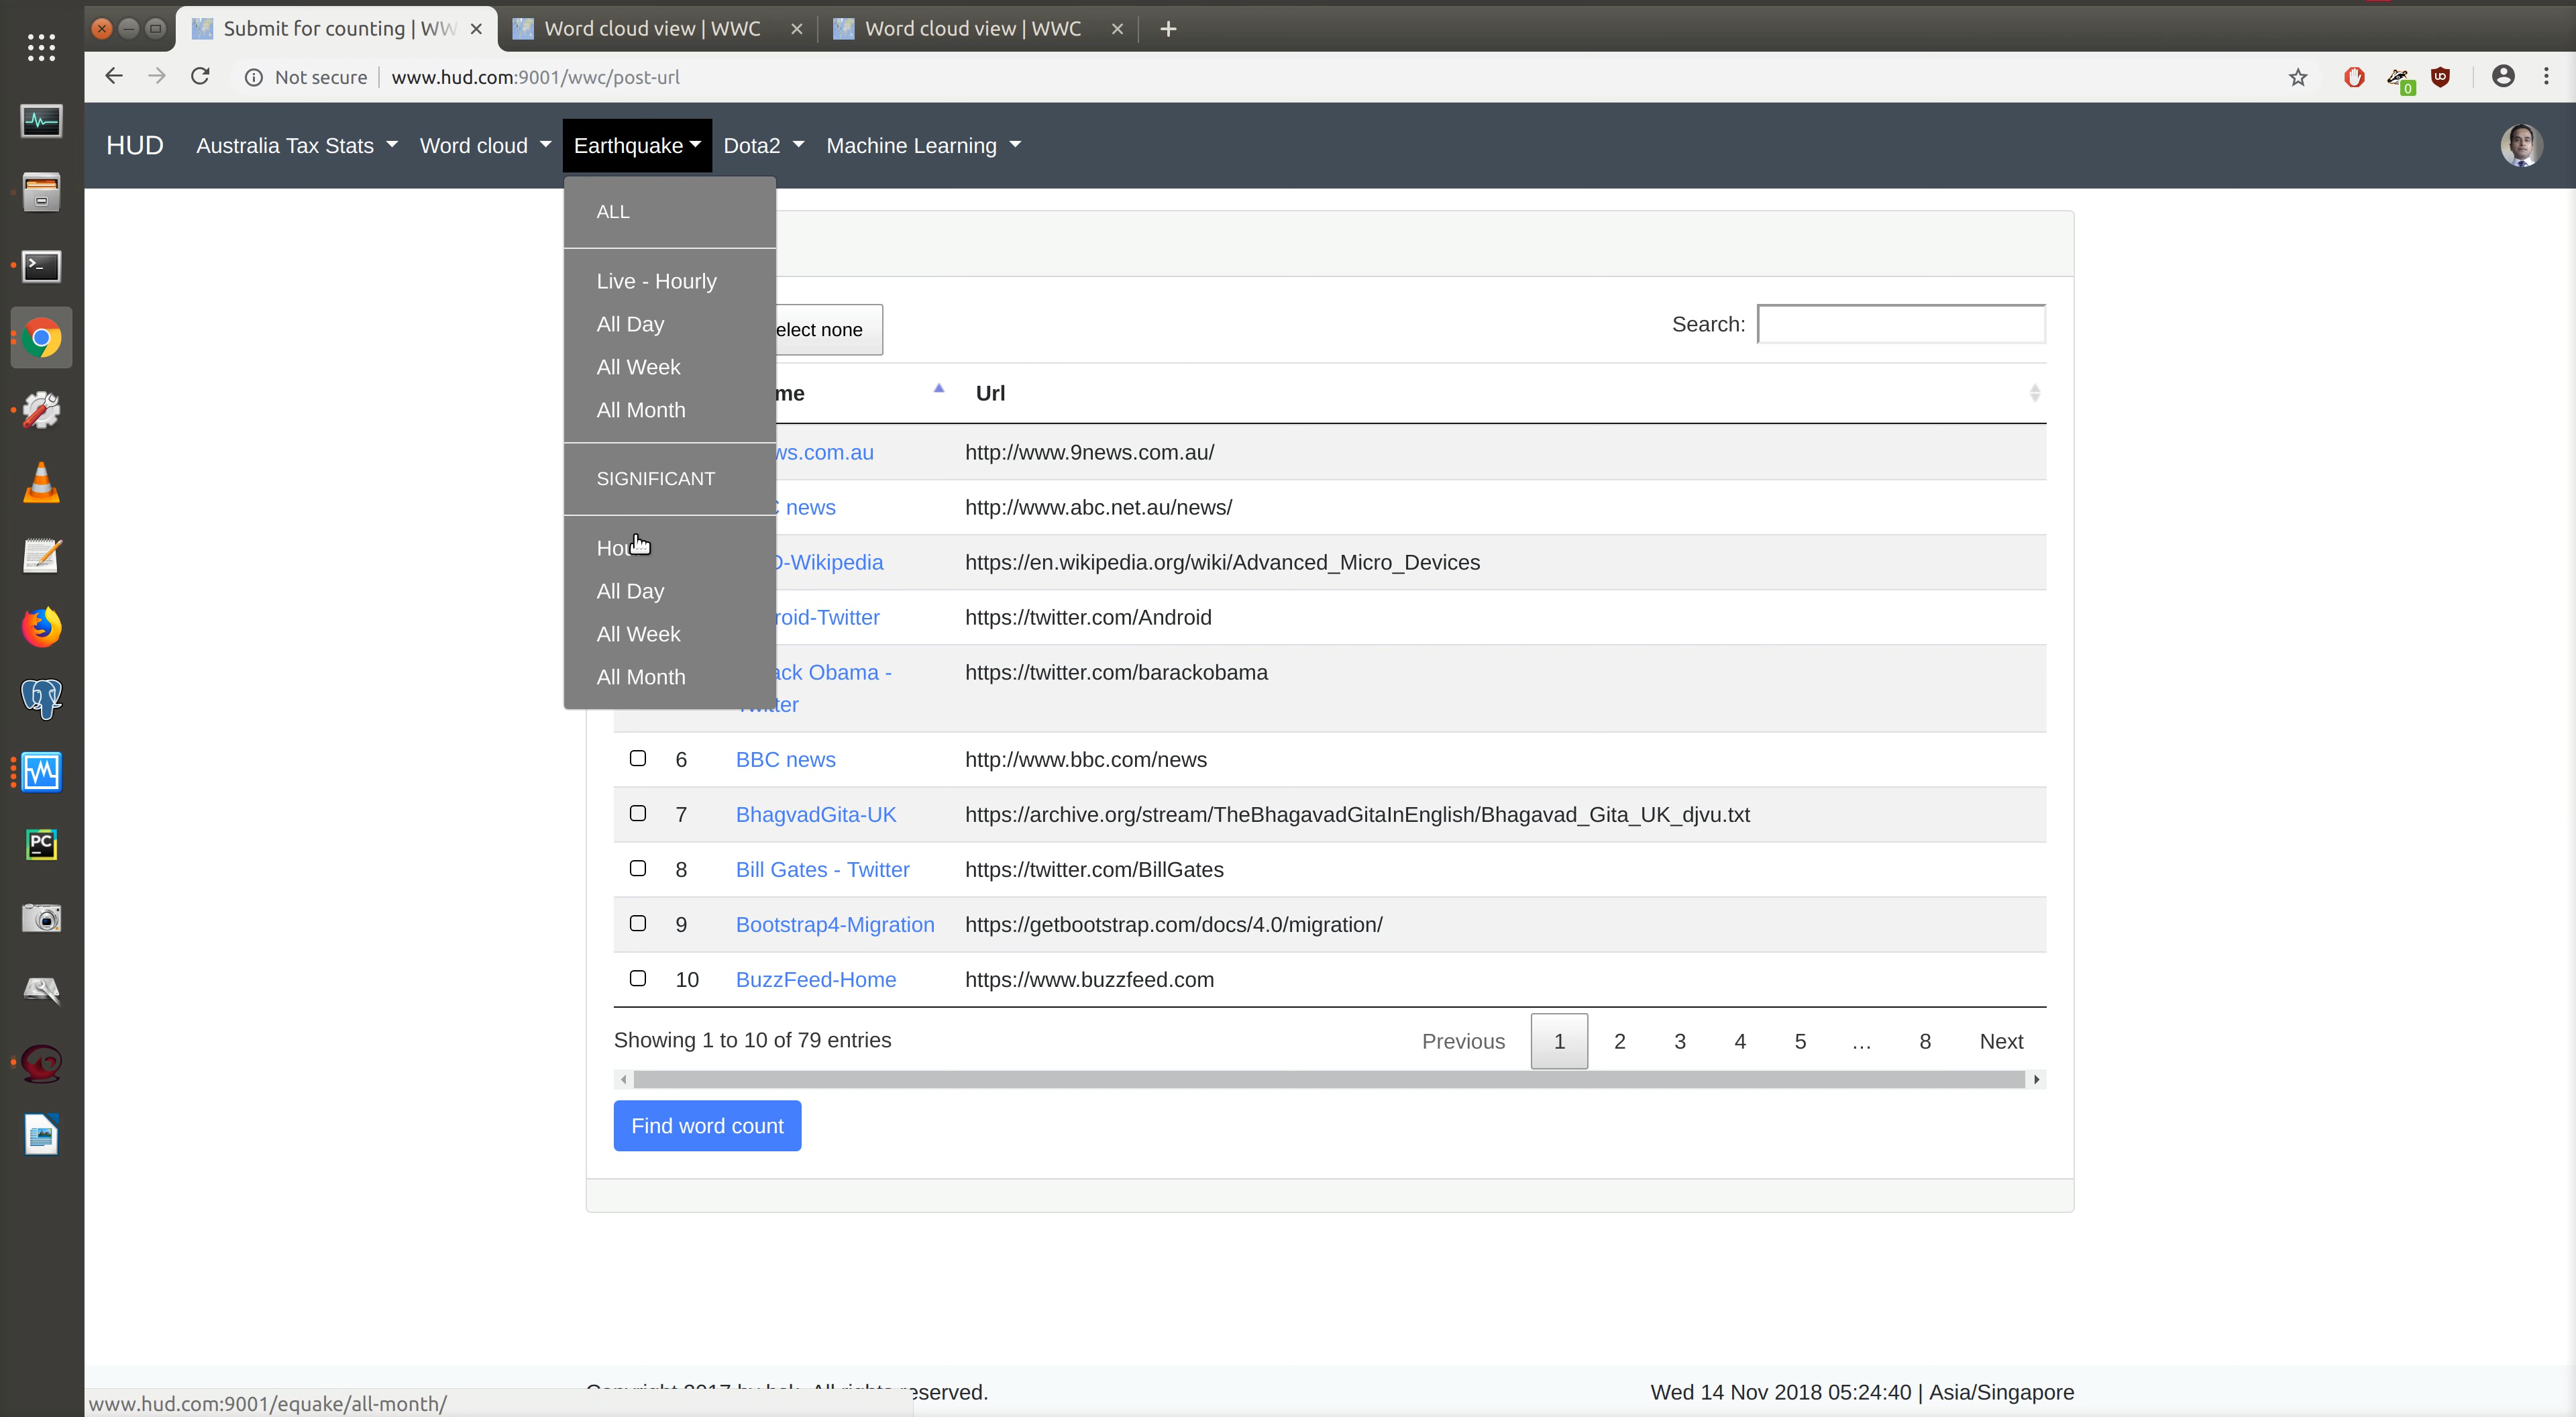 Submit for counting | WW
Word cloud view | WWC
Word cloud view | WWC
Not secure
www.hud.com:9001/wwc/post-url
0
HUD
Australia Tax Stats
Word cloud
Earthquake
Dota2
Machine Learning
ALL
Live - Hourly
All Day
All Week
All Month
SIGNIFICANT
All Day
All Week
All Month
elect none
Search:
me
Url
ws.com.au http://www.9news.com.au/
news http://www.abc.net.au/news/
D-Wikipedia https://en.wikipedia.org/wiki/Advanced_Micro_Devices
roid-Twitter https://twitter.com/Android
ack Obama - https://twitter.com/barackobama
6 BBC news http://www.bbc.com/news
7 BhagvadGita-UK https://archive.org/stream/TheBhagavadGitaInEnglish/Bhagavad_Gita_UK_djvu.txt
8 Bill Gates - Twitter https://twitter.com/BillGates
9 Bootstrap4-Migration https://getbootstrap.com/docs/4.0/migration/
10 BuzzFeed-Home https://www.buzzfeed.com
Showing 1 to 10 of 79 entries
Previous 1 2 3 4 5 … 8 Next
Find word count
reserved.
Wed 14 Nov 2018 05:24:40 | Asia/Singapore
www.hud.com:9001/equake/all-month/
PC